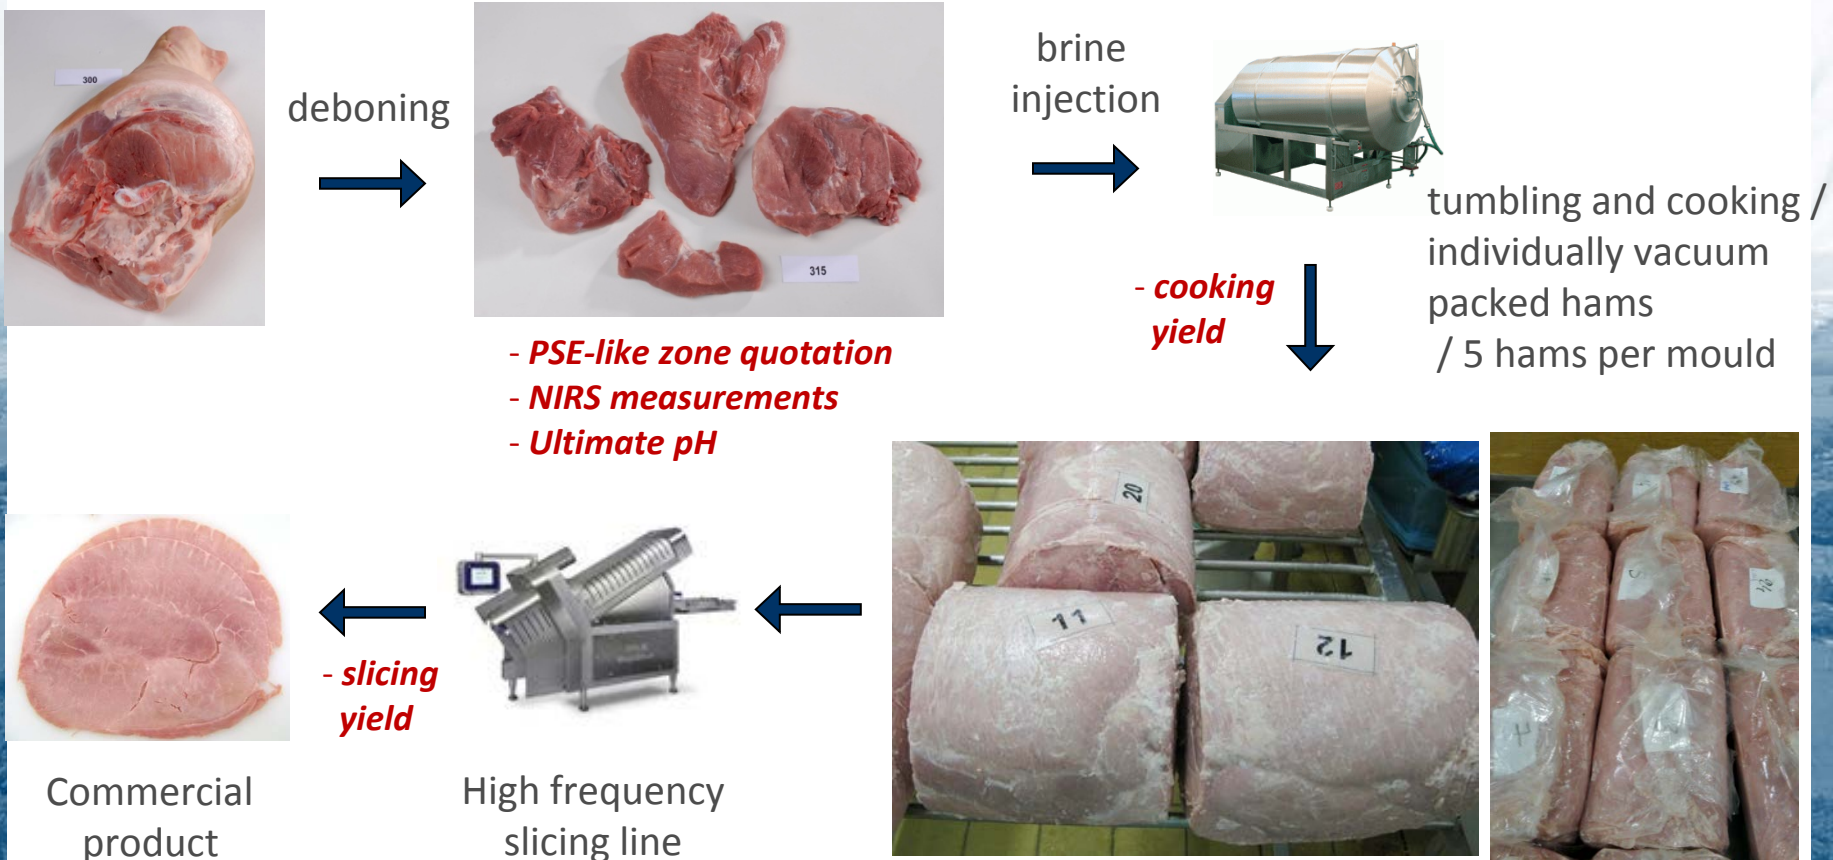 300
deboning
315
brine
injection
tumbling and cooking /
individually vacuum
packed hams
/ 5 hams per mould
- cooking
yield
- PSE-like zone quotation
- NIRS measurements
- Ultimate pH
20
11
12
- slicing
yield
High frequency
slicing line
Commercial
product